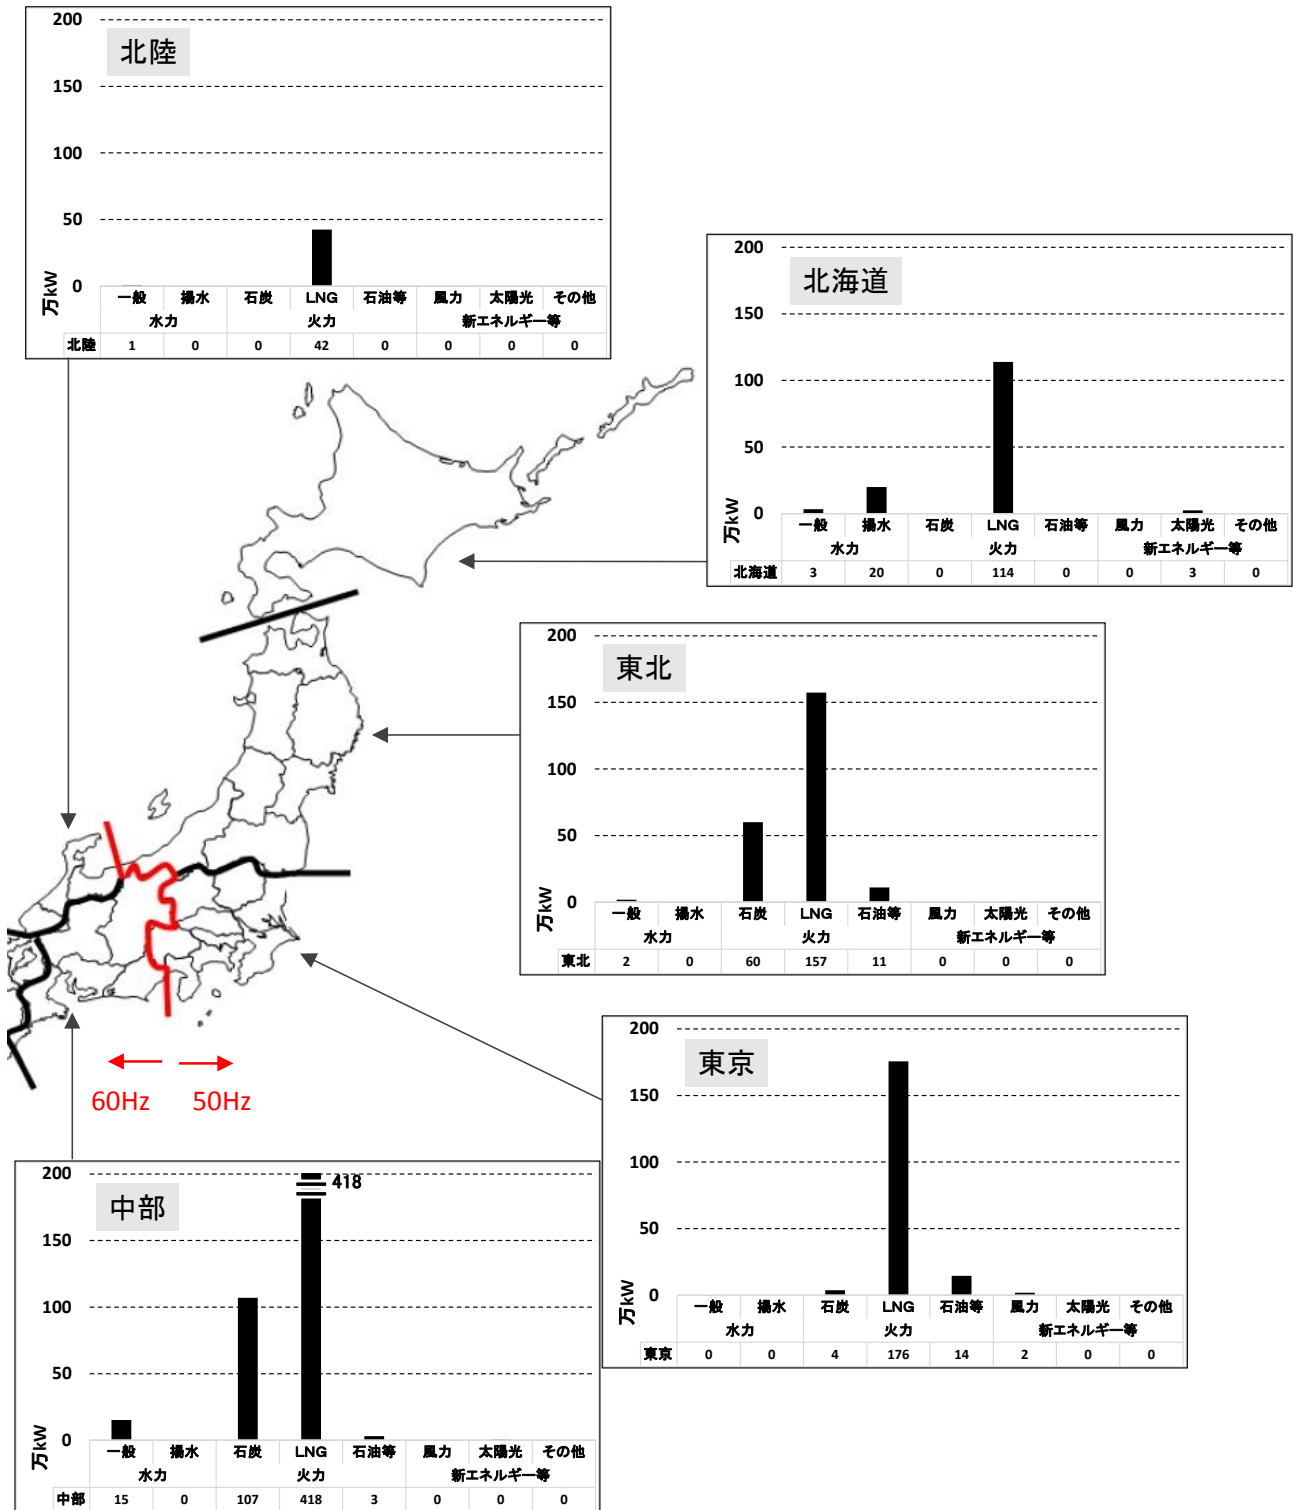 200
北陸
150
100
50
0
万kW
一般 揚水 石炭 LNG 石油等 風力 太陽光 その他
水力 火力 新エネルギー等
北陸 1 0 0 42 0 0 0 0
200
北海道
150
100
50
0
万kW
一般 揚水 石炭 LNG 石油等 風力 太陽光 その他
水力 火力 新エネルギー等
北海道 3 20 0 114 0 0 3 0
200
東北
150
100
50
0
万kW
一般 揚水 石炭 LNG 石油等 風力 太陽光 その他
水力 火力 新エネルギー等
東北 2 0 60 157 11 0 0 0
60Hz 50Hz
200
東京
150
100
50
0
万kW
一般 揚水 石炭 LNG 石油等 風力 太陽光 その他
水力 火力 新エネルギー等
東京 0 0 4 176 14 2 0 0
200
418
中部
150
100
50
0
万kW
一般 揚水 石炭 LNG 石油等 風力 太陽光 その他
水力 火力 新エネルギー等
中部 15 0 107 418 3 0 0 0